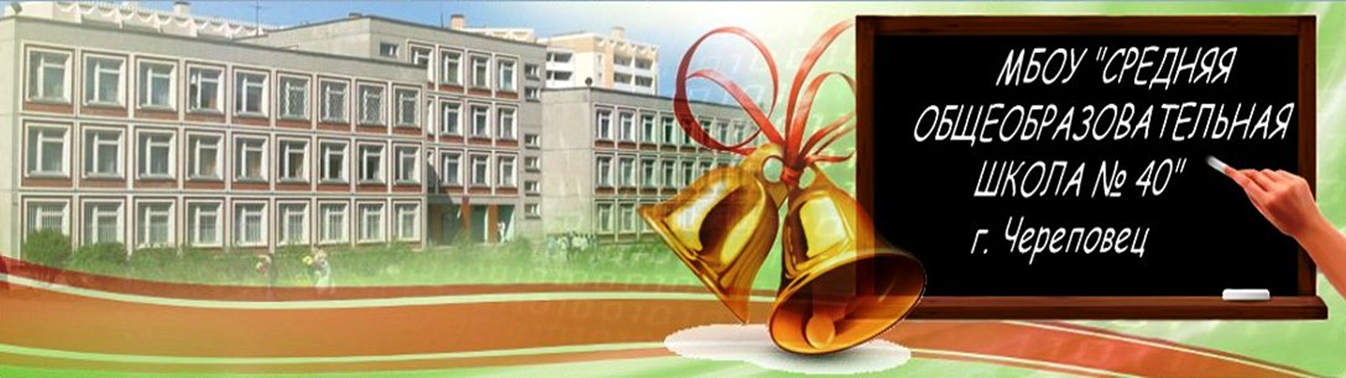 МБОУ "СРЕДНЯЯ
ОБЩЕОБРАЗОВАТЕЛЬНАЯ
ШКОЛА № 40"
г. Череповец